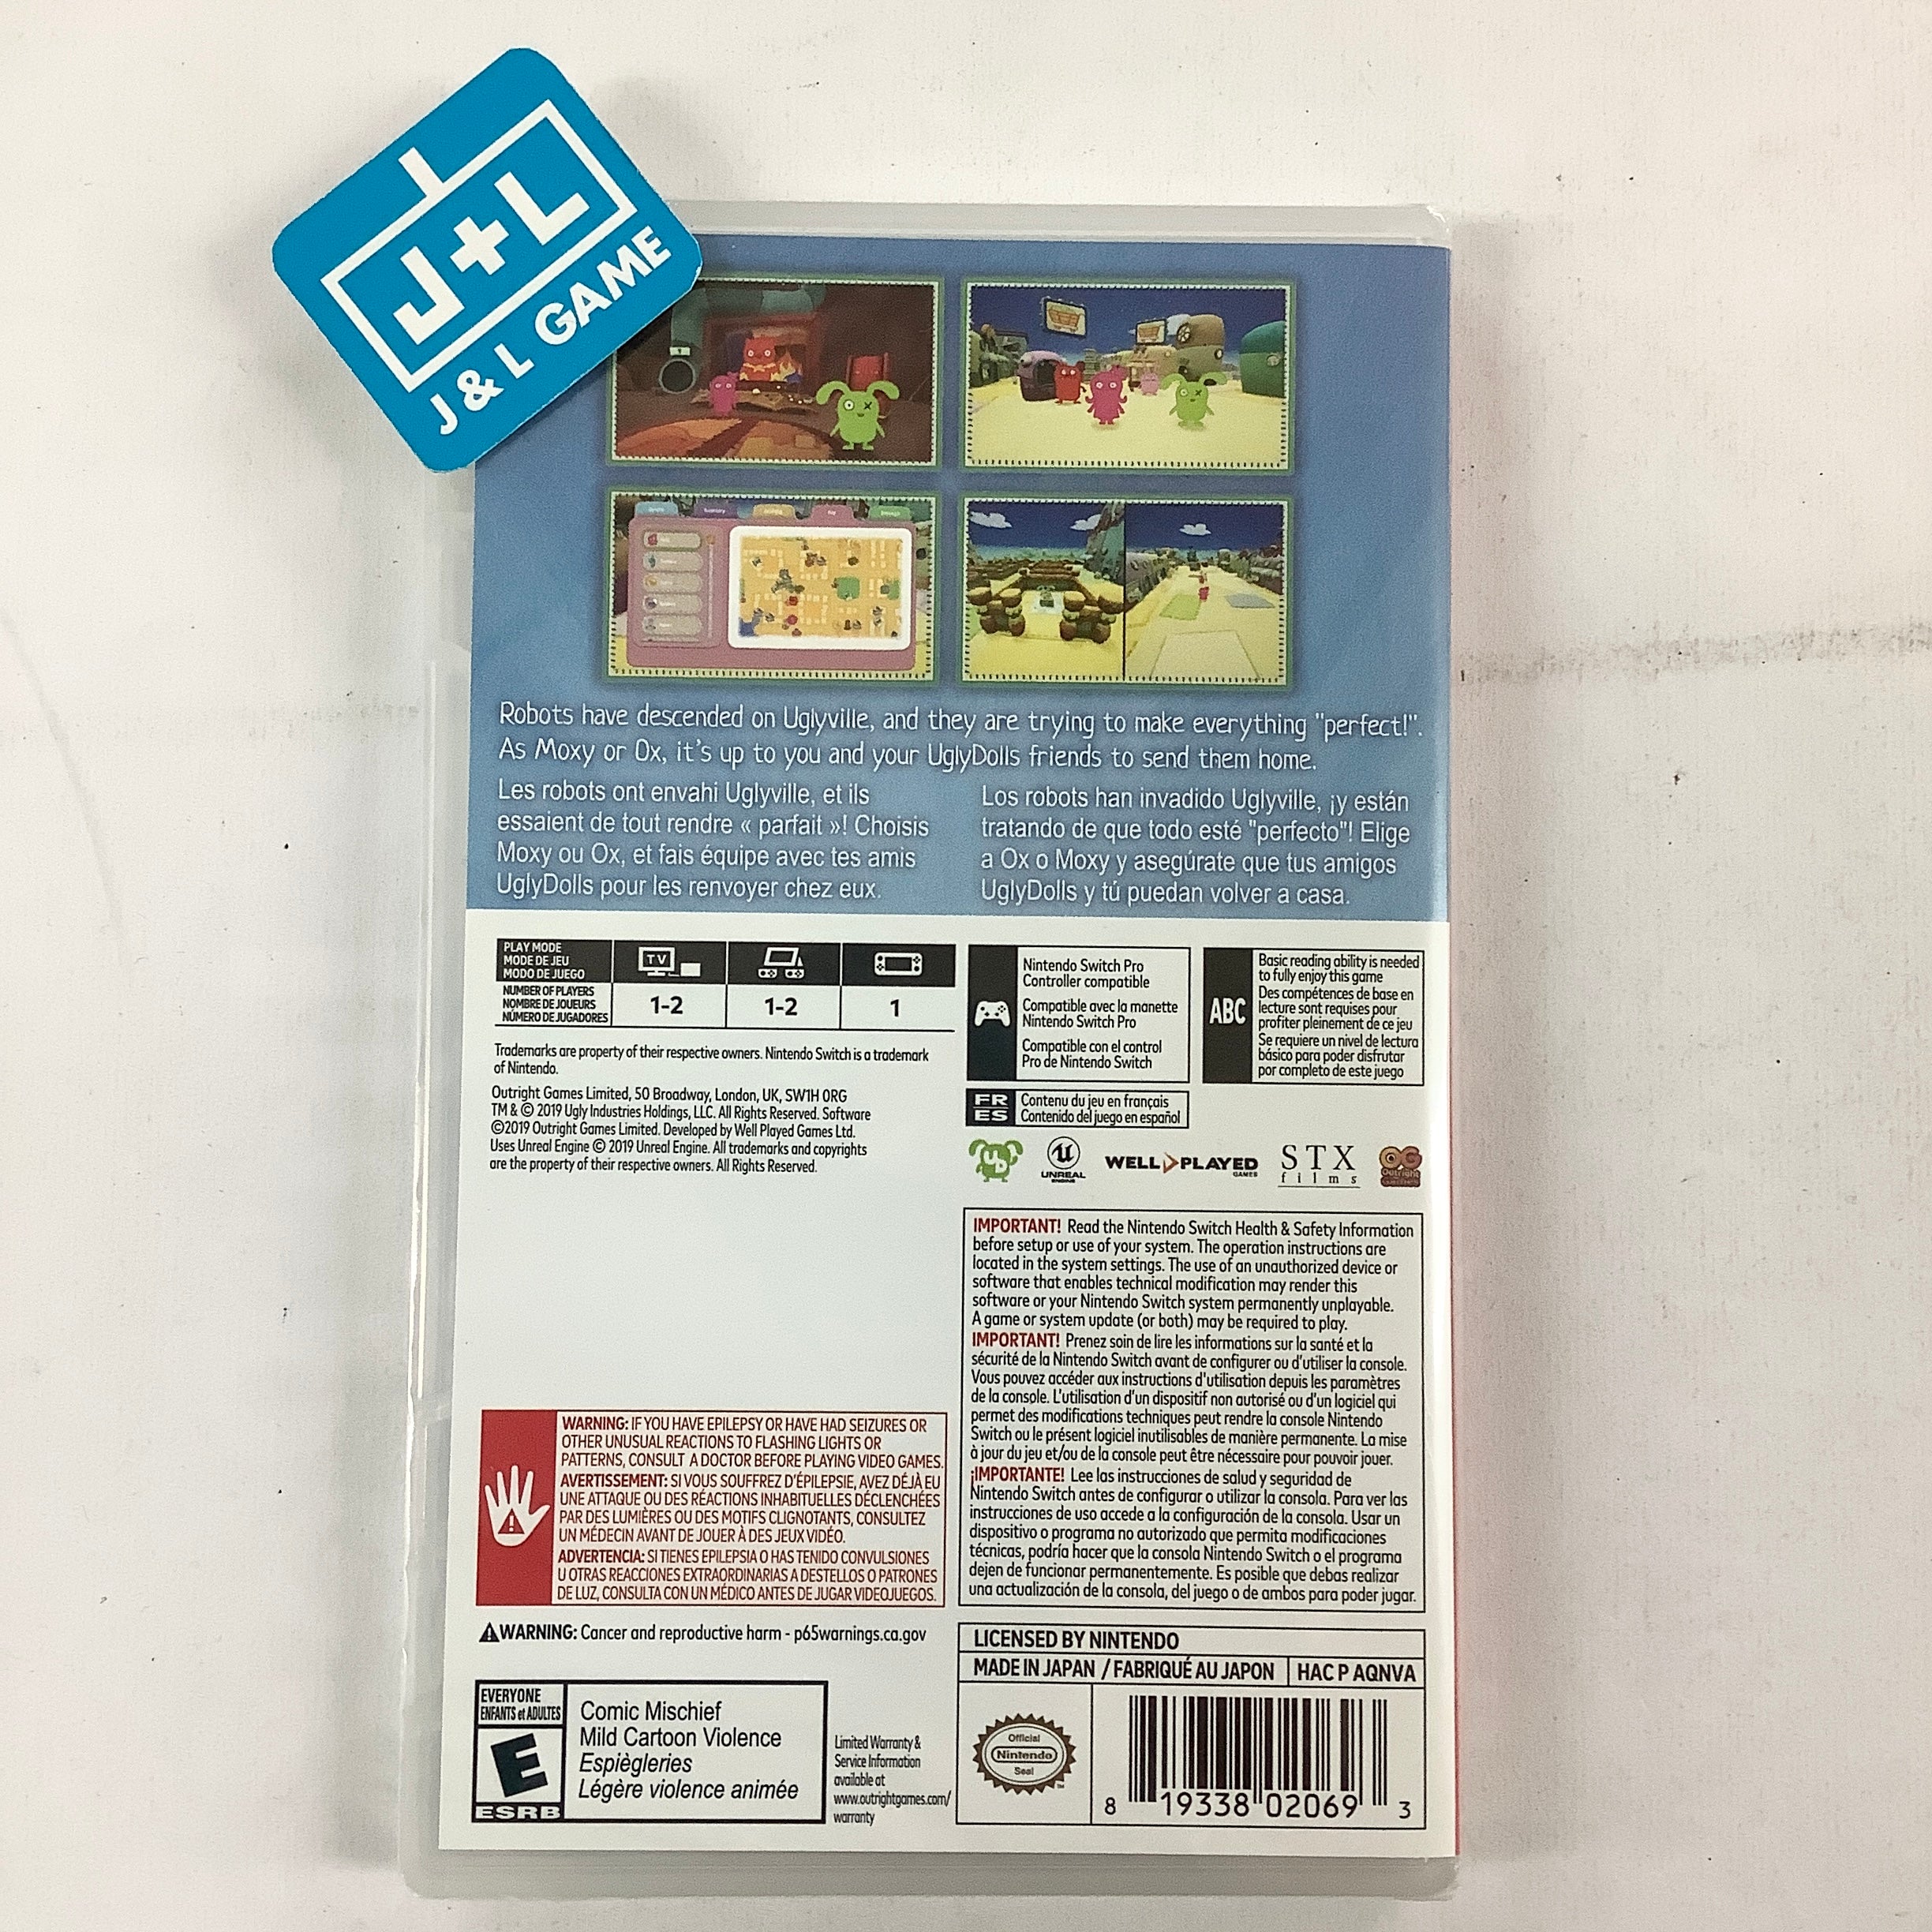 J+L
J & L GAME
Robots have descended on Uglyville, and they are trying to make everything "perfect!".
As Moxy or Ox, it's up to you and your UglyDolls friends to send them home.
Les robots ont envahi Uglyville, et ils
essaient de tout rendre « parfait »! Choisis
Moxy ou Ox, et fais équipe avec tes amis
UglyDolls pour les renvoyer chez eux.
Los robots han invadido Uglyville, ¡y están
tratando de que todo esté "perfecto"! Elige
a Ox o Moxy y asegúrate que tus amigos
UglyDolls y tú puedan volver a casa.
PLAY MODE
MODE DE JEU
MODO DE JUEGO
TV
NUMBER OF PLAYERS
NOMBRE DE JOUEURS
NÚMERO DE JUGADORES
1-2
1-2
1
Nintendo Switch Pro
Controller compatible
Compatible avec la manette
Nintendo Switch Pro
Compatible con el control
Pro de Nintendo Switch
ABC
Basic reading ability is needed
to fully enjoy this game
Des compétences de base en
lecture sont requises pour
profiter pleinement de ce jeu
Se requiere un nivel de lectura
básico para poder disfrutar
por completo de este juego
FR
ES
Contenu du jeu en français
Contenido del juego en español
Trademarks are property of their respective owners. Nintendo Switch is a trademark
of Nintendo.
Outright Games Limited, 50 Broadway, London, UK, SW1H 0RG
TM & © 2019 Ugly Industries Holdings, LLC. All Rights Reserved. Software
©2019 Outright Games Limited. Developed by Well Played Games Ltd.
Uses Unreal Engine © 2019 Unreal Engine. All trademarks and copyrights
are the property of their respective owners. All Rights Reserved.
UD
UNREAL
ENGINE
WELL PLAYED
GAMES
STX
films
OG
Outright
Games
IMPORTANT! Read the Nintendo Switch Health & Safety Information
before setup or use of your system. The operation instructions are
located in the system settings. The use of an unauthorized device or
software that enables technical modification may render this
software or your Nintendo Switch system permanently unplayable.
A game or system update (or both) may be required to play.
IMPORTANT! Prenez soin de lire les informations sur la santé et la
sécurité de la Nintendo Switch avant de configurer ou d'utiliser la console.
Vous pouvez accéder aux instructions d'utilisation depuis les paramètres
de la console. L'utilisation d'un dispositif non autorisé ou d'un logiciel qui
permet des modifications techniques peut rendre la console Nintendo
Switch ou le présent logiciel inutilisables de manière permanente. La mise
à jour du jeu et/ou de la console peut être nécessaire pour pouvoir jouer.
¡IMPORTANTE! Lee las instrucciones de salud y seguridad de
Nintendo Switch antes de configurar o utilizar la consola. Para ver las
instrucciones de uso accede a la configuración de la consola. Usar un
dispositivo o programa no autorizado que permita modificaciones
técnicas, podría hacer que la consola Nintendo Switch o el programa
dejen de funcionar permanentemente. Es posible que debas realizar
una actualización de la consola, del juego o de ambos para poder jugar.
WARNING: IF YOU HAVE EPILEPSY OR HAVE HAD SEIZURES OR
OTHER UNUSUAL REACTIONS TO FLASHING LIGHTS OR
PATTERNS, CONSULT A DOCTOR BEFORE PLAYING VIDEO GAMES.
AVERTISSEMENT: SI VOUS SOUFFREZ D'ÉPILEPSIE, AVEZ DÉJÀ EU
UNE ATTAQUE OU DES RÉACTIONS INHABITUELLES DÉCLENCHÉES
PAR DES LUMIÈRES OU DES MOTIFS CLIGNOTANTS, CONSULTEZ
UN MÉDECIN AVANT DE JOUER À DES JEUX VIDÉO.
ADVERTENCIA: SI TIENES EPILEPSIA O HAS TENIDO CONVULSIONES
U OTRAS REACCIONES EXTRAORDINARIAS A DESTELLOS O PATRONES
DE LUZ, CONSULTA CON UN MÉDICO ANTES DE JUGAR VIDEOJUEGOS.
WARNING: Cancer and reproductive harm - p65warnings.ca.gov
EVERYONE
ENFANTS et ADULTES
E
ESRB
Comic Mischief
Mild Cartoon Violence
Espiègleries
Légère violence animée
Limited Warranty &
Service Information
available at
www.outrightgames.com/
warranty
LICENSED BY NINTENDO
MADE IN JAPAN / FABRIQUÉ AU JAPON
HAC P AQNVA
Official
Nintendo
Seal
8 19338 02069 3